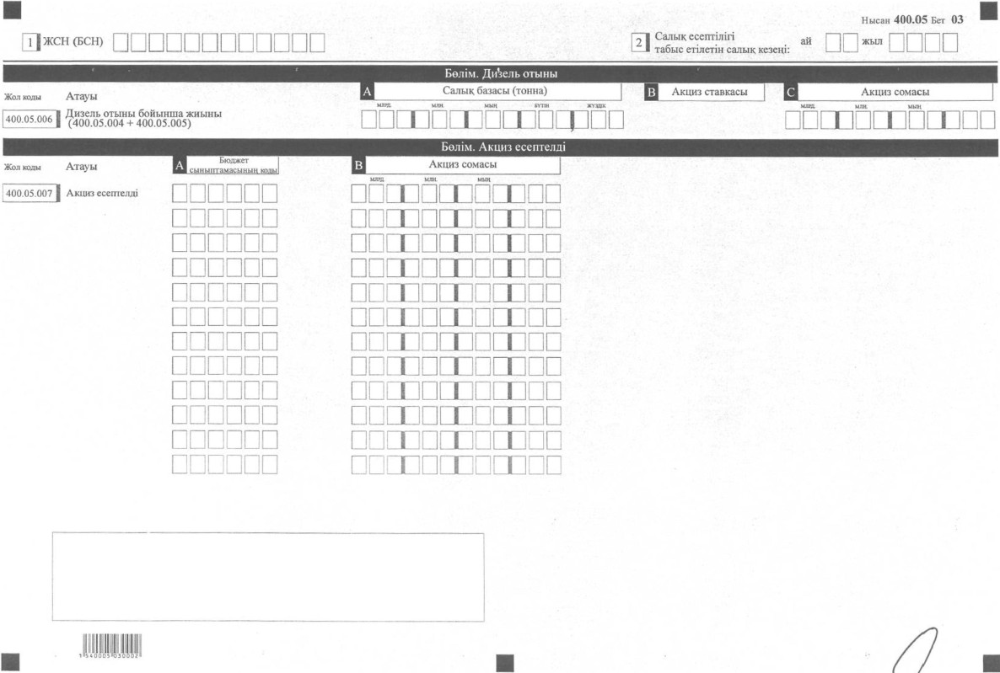 Нысан 400.05 Бет 03
1 ЖСН (БСН)
2 Салық есептілігі
табыс етілетін салық кезеңі:
ай
жыл
Бөлім. Дизель отыны
Жол коды
Атауы
A Салық базасы (тонна)
B Акциз ставкасы
C Акциз сомасы
млрд. млн. мың бүтін жүздік
млрд. млн. мың
400.05.006 Дизель отыны бойынша жиыны
(400.05.004 + 400.05.005)
,
Бөлім. Акциз есептелді
Жол коды
Атауы
A Бюджет
сыныптамасының коды
B Акциз сомасы
млрд. млн. мың
400.05.007 Акциз есептелді
1 540005 030002